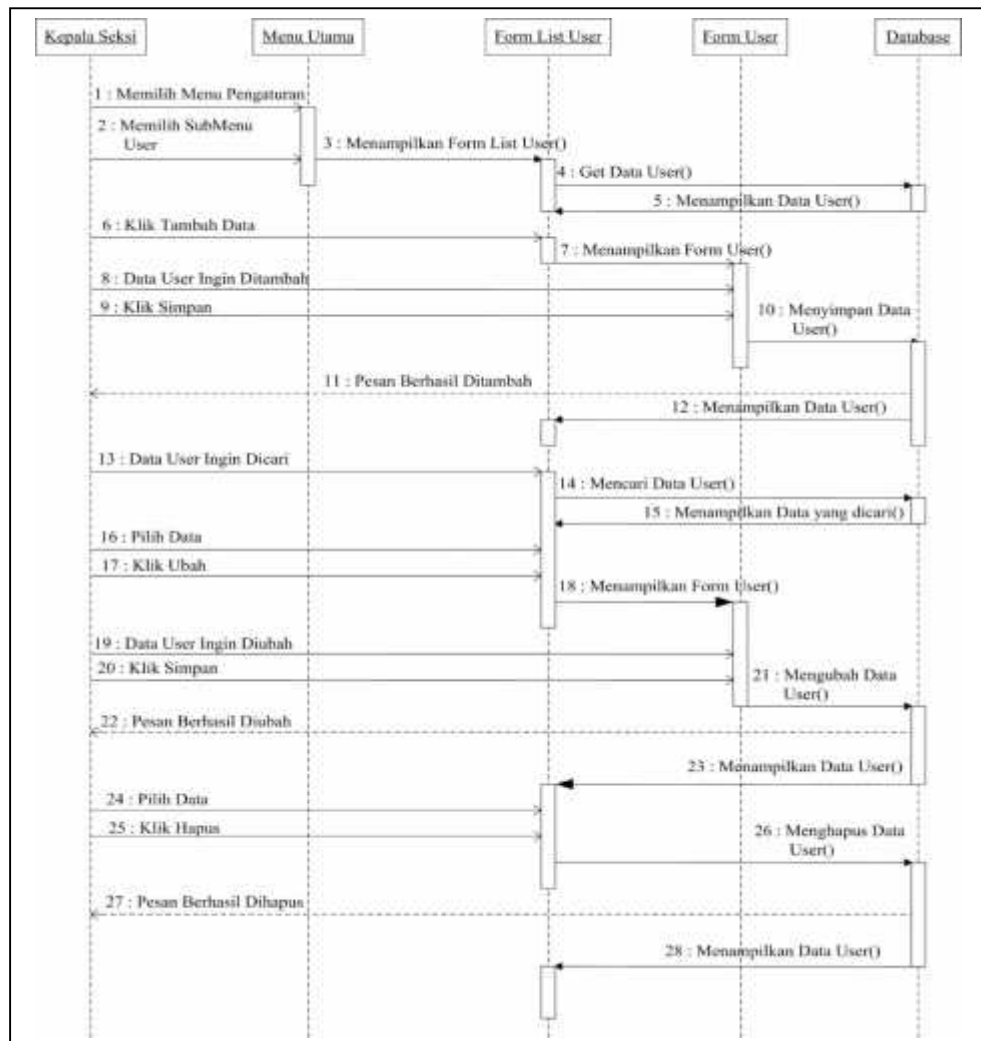 Kepala Seksi
Menu Utama
Form List User
Form User
Database
1 : Memilih Menu Pengaturan
2 : Memilih SubMenu
User
3 : Menampilkan Form List User()
4 : Get Data User()
5 : Menampilkan Data User()
6 : Klik Tambah Data
7 : Menampilkan Form User()
8 : Data User Ingin Ditambah
9 : Klik Simpan
10 : Menyimpan Data
User()
11 : Pesan Berhasil Ditambah
12 : Menampilkan Data User()
13 : Data User Ingin Dicari
14 : Mencari Data User()
15 : Menampilkan Data yang dicari()
16 : Pilih Data
17 : Klik Ubah
18 : Menampilkan Form User()
19 : Data User Ingin Diubah
20 : Klik Simpan
21 : Mengubah Data
User()
22 : Pesan Berhasil Diubah
23 : Menampilkan Data User()
24 : Pilih Data
25 : Klik Hapus
26 : Menghapus Data
User()
27 : Pesan Berhasil Dihapus
28 : Menampilkan Data User()